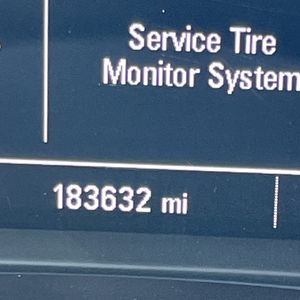 Service Tire
Monitor System
183632 mi